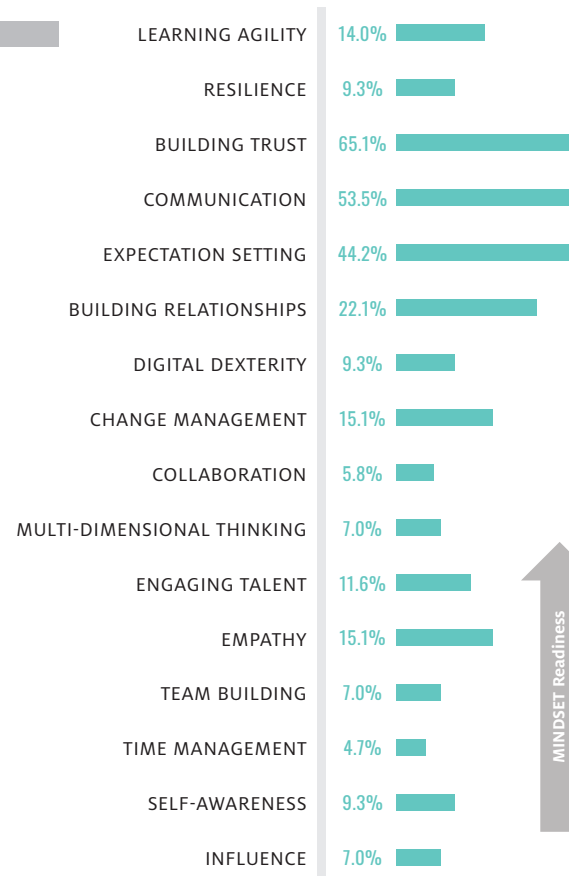 LEARNING AGILITY 14.0%
RESILIENCE 9.3%
BUILDING TRUST 65.1%
COMMUNICATION 53.5%
EXPECTATION SETTING 44.2%
BUILDING RELATIONSHIPS 22.1%
DIGITAL DEXTERITY 9.3%
CHANGE MANAGEMENT 15.1%
COLLABORATION 5.8%
MULTI-DIMENSIONAL THINKING 7.0%
ENGAGING TALENT 11.6%
EMPATHY 15.1%
TEAM BUILDING 7.0%
TIME MANAGEMENT 4.7%
SELF-AWARENESS 9.3%
INFLUENCE 7.0%
MINDSET Readiness